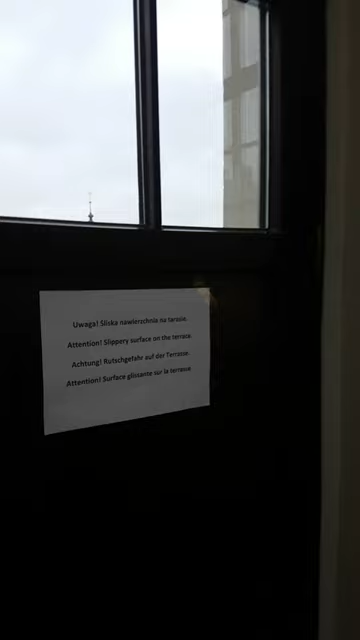 Uwaga! Śliska nawierzchnia na tarasie.
Attention! Slippery surface on the terrace.
Achtung! Rutschgefahr auf der Terrasse.
Attention! Surface glissante sur la terrasse